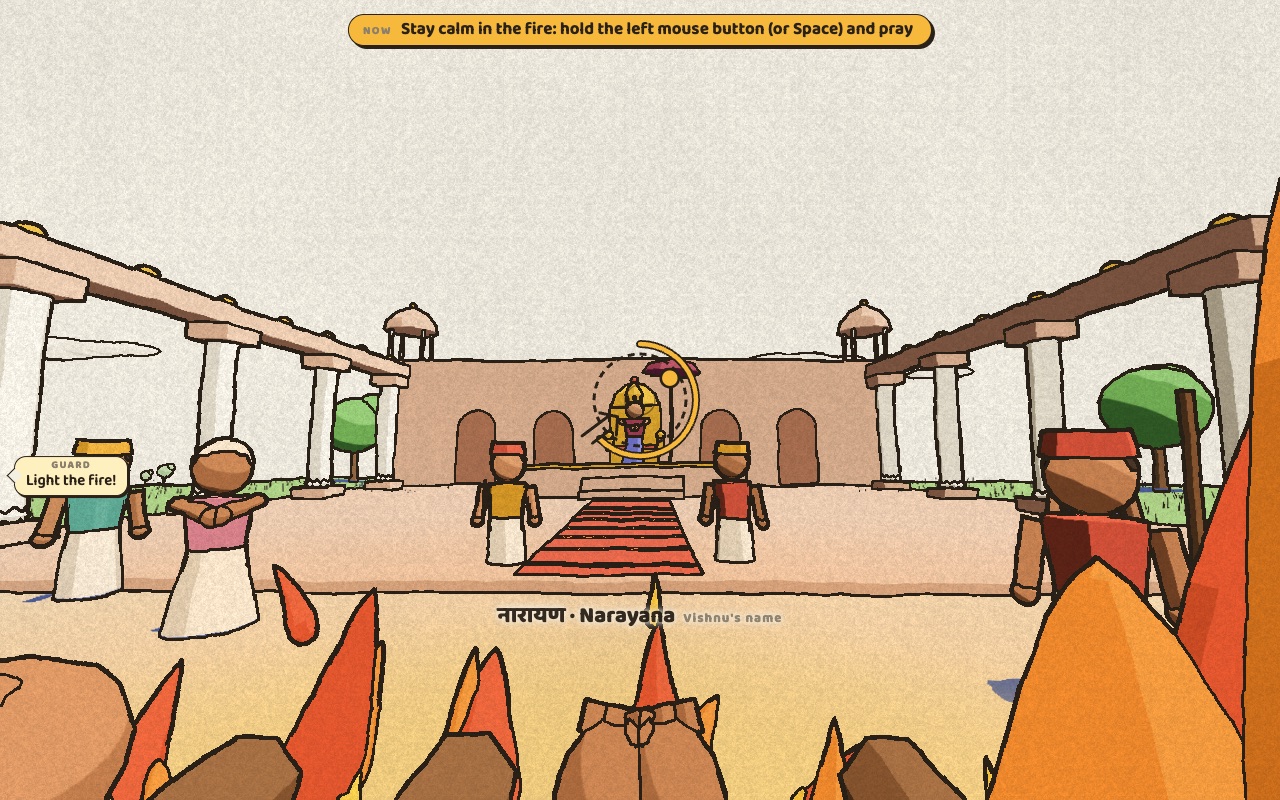 NOW Stay calm in the fire: hold the left mouse button (or Space) and pray
GUARD
Light the fire!
नारायण · Narayana Vishnu's name